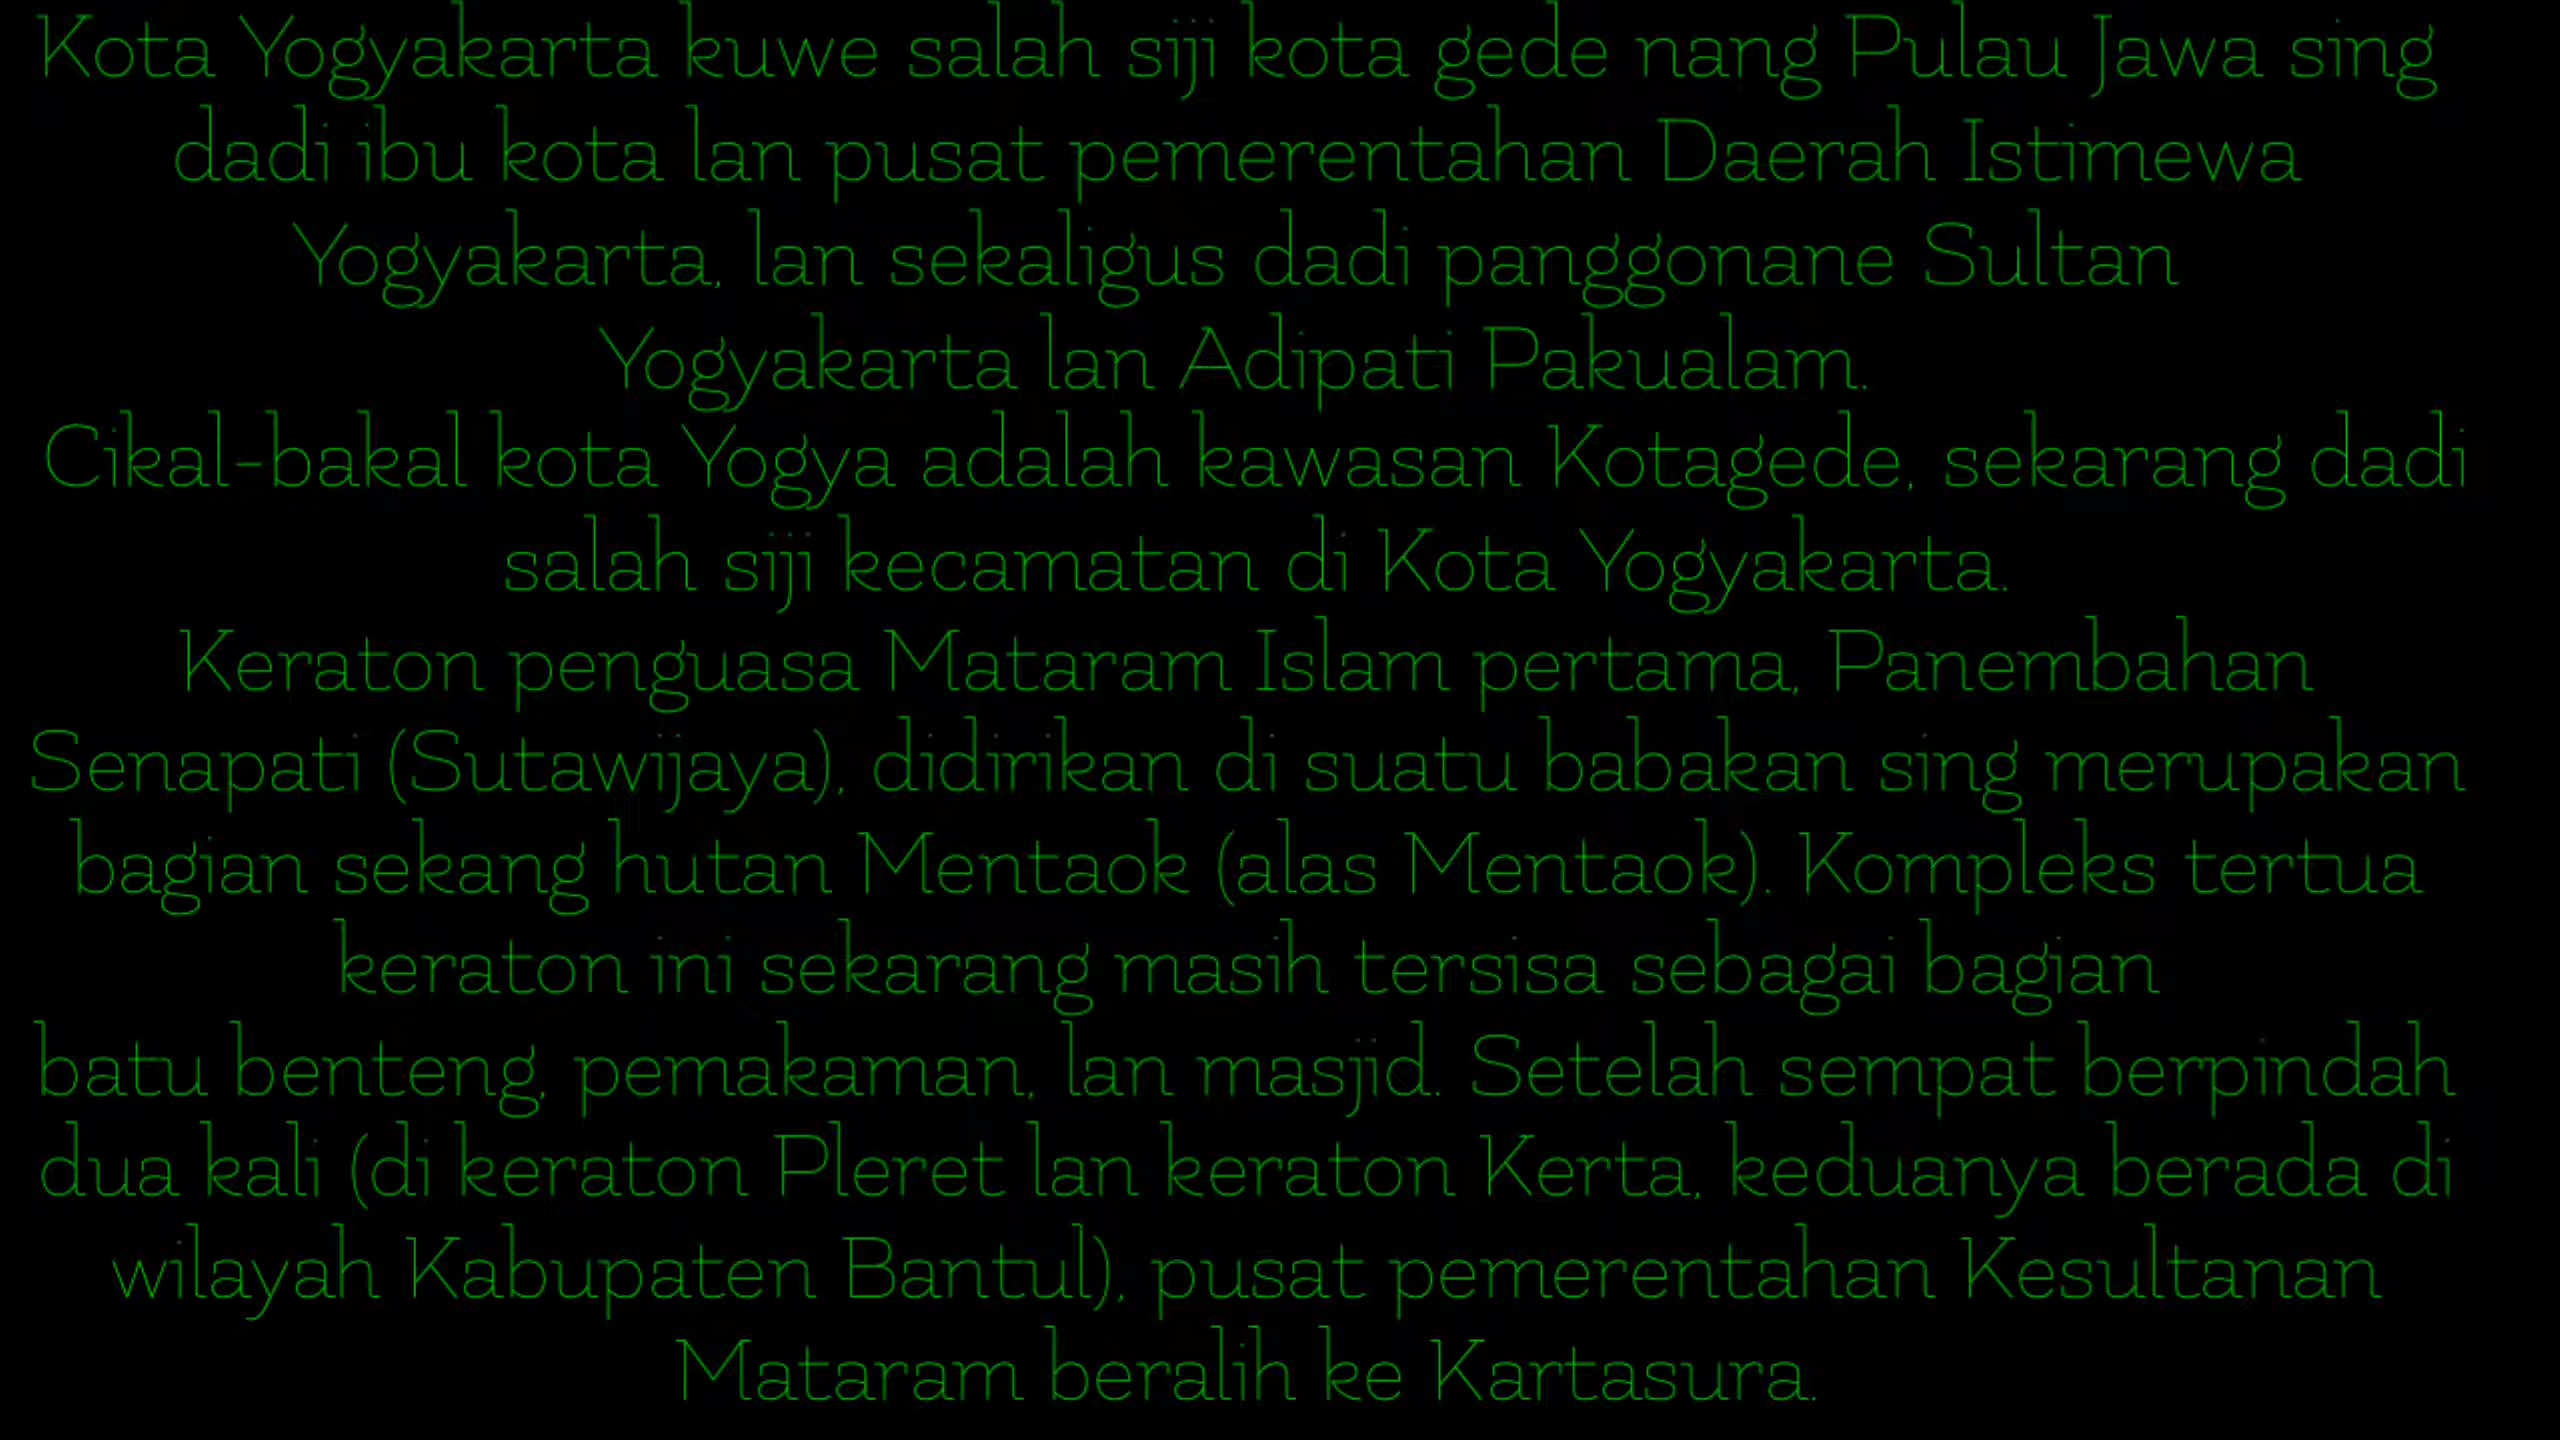 Kota Yogyakarta kuwe salah siji kota gede nang Pulau Jawa sing
dadi ibu kota lan pusat pemerentahan Daerah Istimewa
Yogyakarta, lan sekaligus dadi panggonane Sultan
Yogyakarta lan Adipati Pakualam.
Cikal-bakal kota Yogya adalah kawasan Kotagede, sekarang dadi
salah siji kecamatan di Kota Yogyakarta.
Keraton penguasa Mataram Islam pertama, Panembahan
Senapati (Sutawijaya), didirikan di suatu babakan sing merupakan
bagian sekang hutan Mentaok (alas Mentaok). Kompleks tertua
keraton ini sekarang masih tersisa sebagai bagian
batu benteng, pemakaman, lan masjid. Setelah sempat berpindah
dua kali (di keraton Pleret lan keraton Kerta, keduanya berada di
wilayah Kabupaten Bantul), pusat pemerentahan Kesultanan
Mataram beralih ke Kartasura.